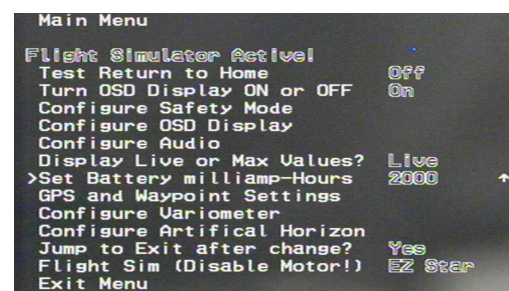 Main Menu
Flight Simulator Active!
Test Return to Home Off
Turn OSD Display ON or OFF On
Configure Safety Mode
Configure OSD Display
Configure Audio
Display Live or Max Values? Live
>Set Battery milliamp-Hours 2000 ↑
GPS and Waypoint Settings
Configure Variometer
Configure Artifical Horizon
Jump to Exit after change? Yes
Flight Sim (Disable Motor!) EZ Star
Exit Menu